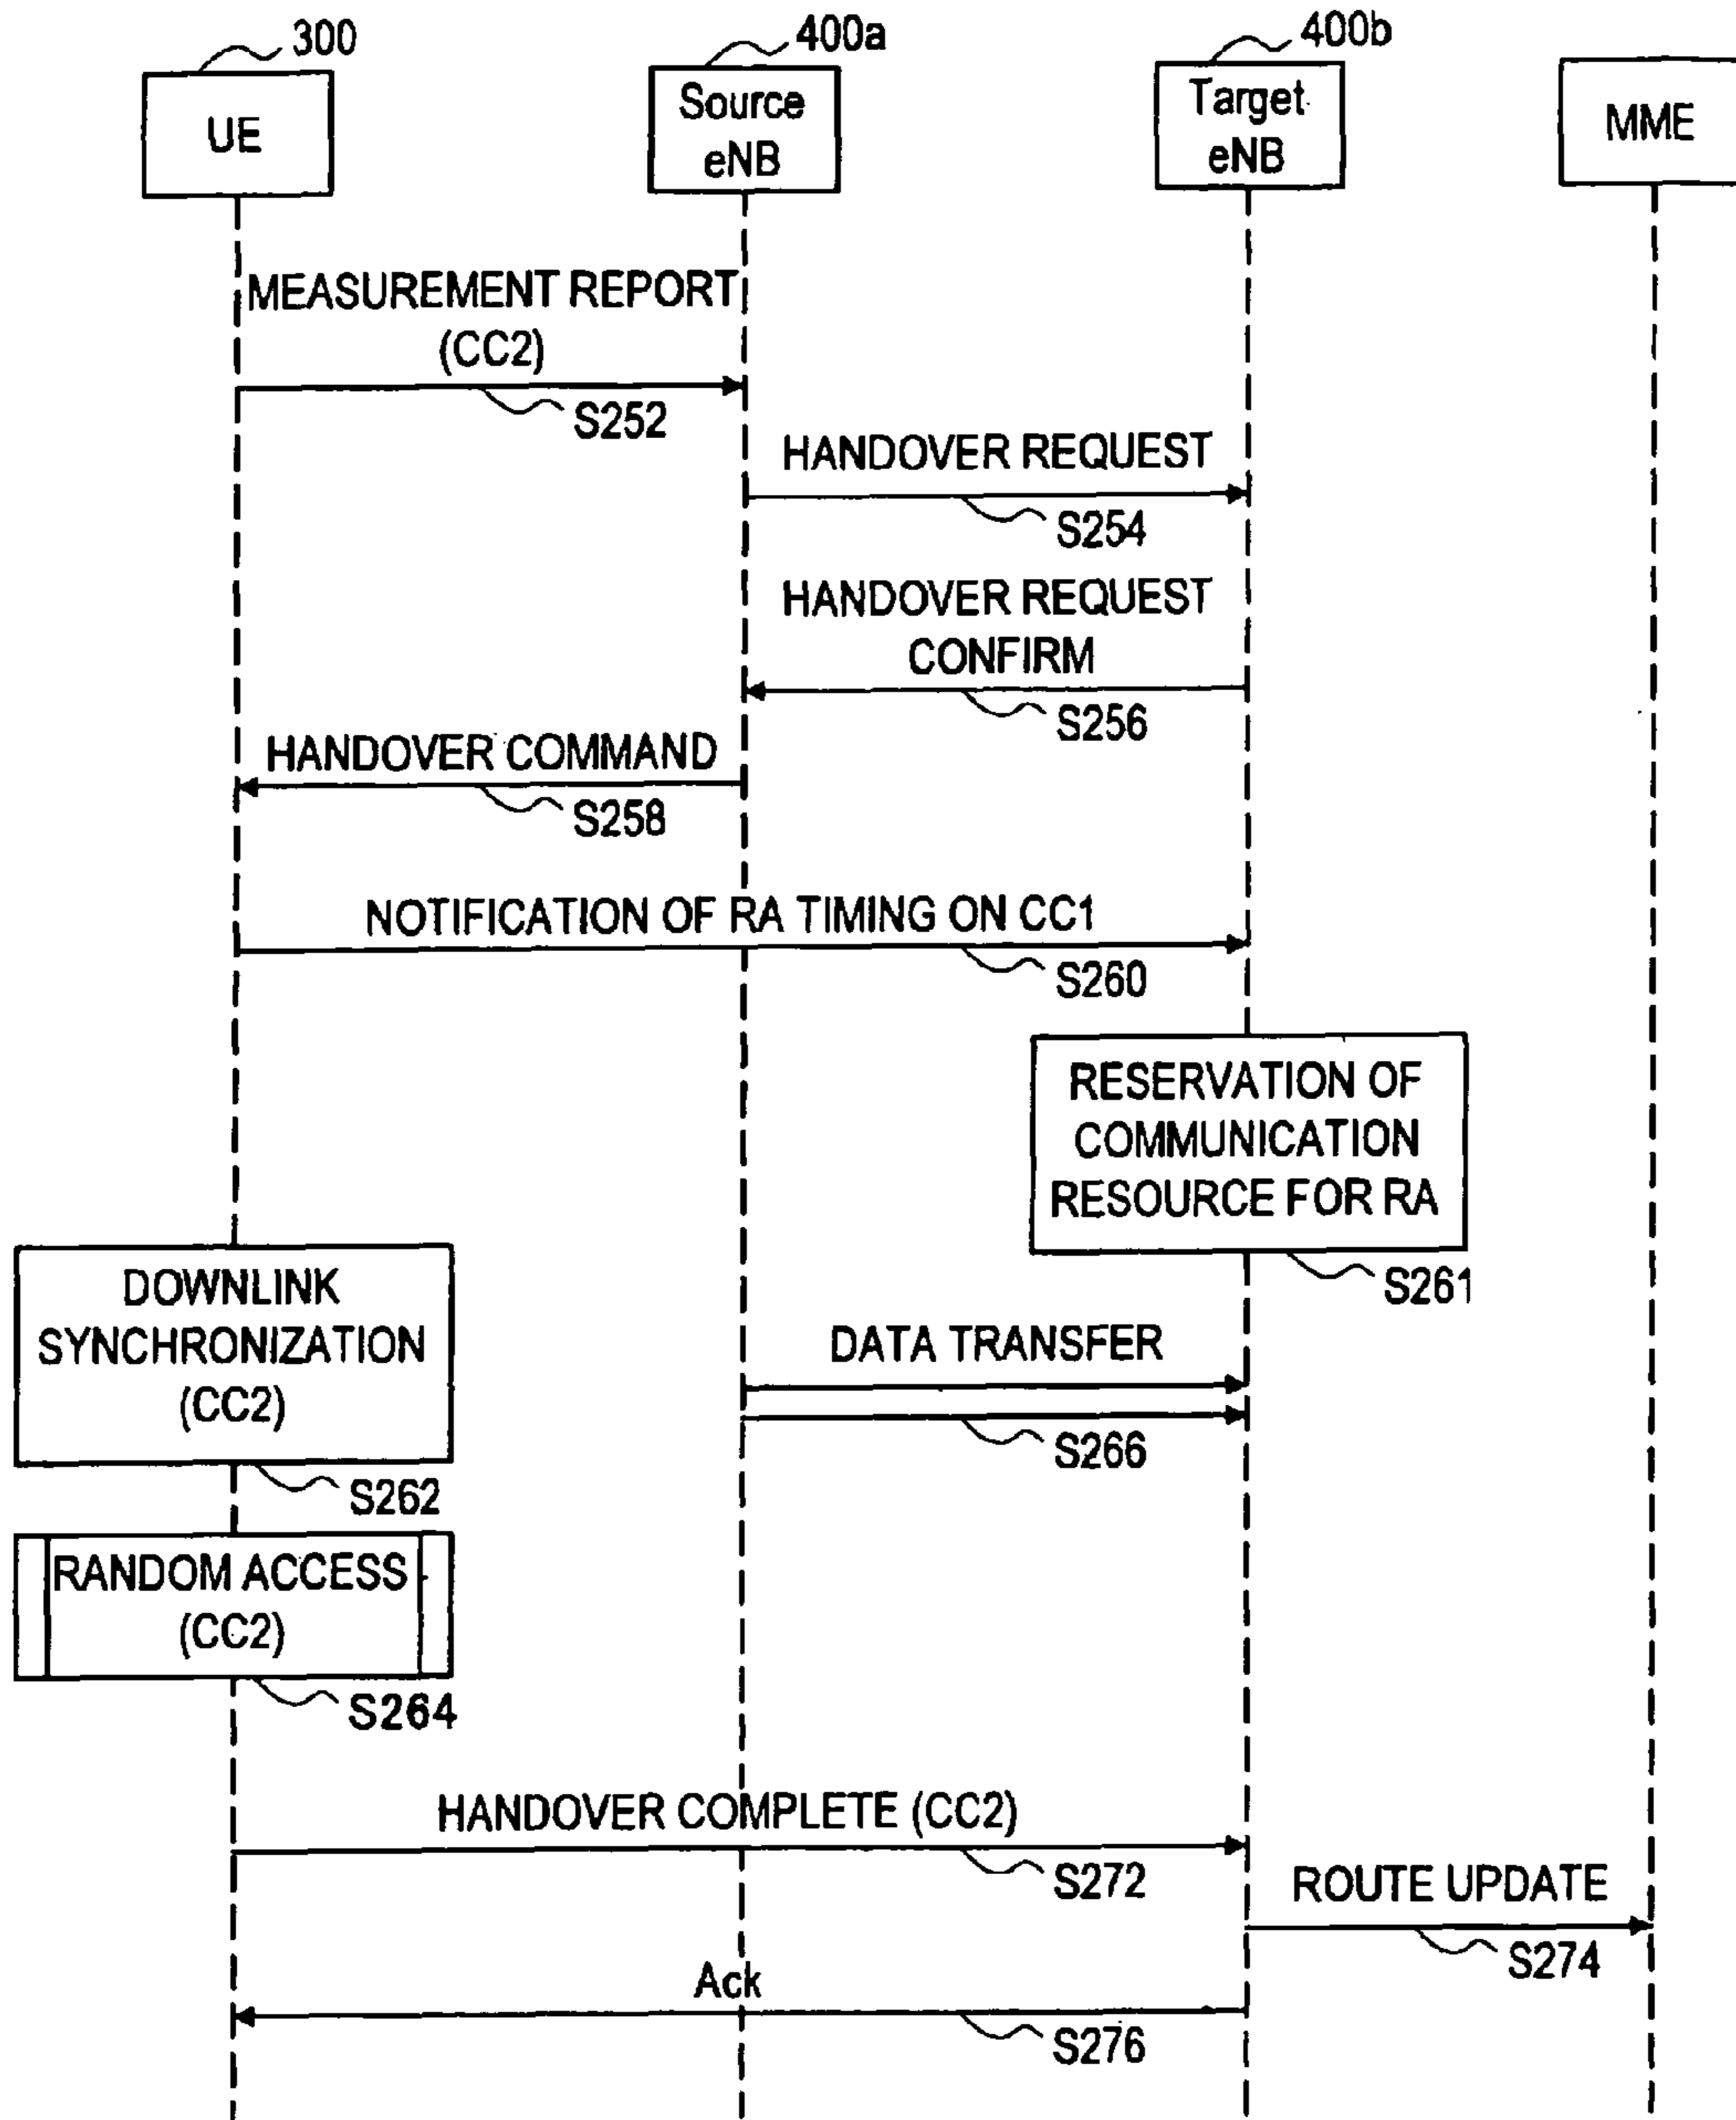 300
400a
400b
UE
Source
eNB
Target
eNB
MME
MEASUREMENT REPORT
(CC2)
S252
HANDOVER REQUEST
S254
HANDOVER REQUEST
CONFIRM
S256
HANDOVER COMMAND
S258
NOTIFICATION OF RA TIMING ON CC1
S260
RESERVATION OF
COMMUNICATION
RESOURCE FOR RA
S261
DOWNLINK
SYNCHRONIZATION
(CC2)
S262
DATA TRANSFER
S266
RANDOM ACCESS
(CC2)
S264
HANDOVER COMPLETE (CC2)
S272
ROUTE UPDATE
S274
Ack
S276